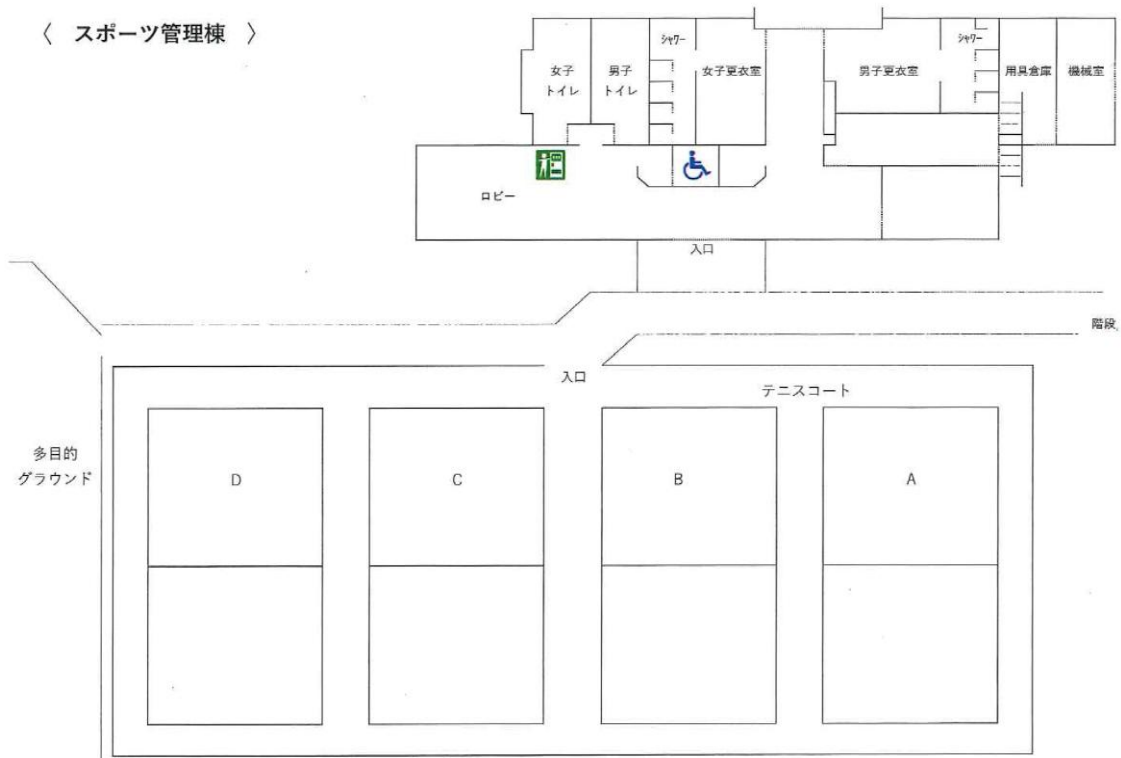 〈 スポーツ管理棟 〉
女子
トイレ
男子
トイレ
シャワー
女子更衣室
男子更衣室
シャワー
用具倉庫
機械室
ロビー
入口
階段
入口
テニスコート
多目的
グラウンド
D
C
B
A